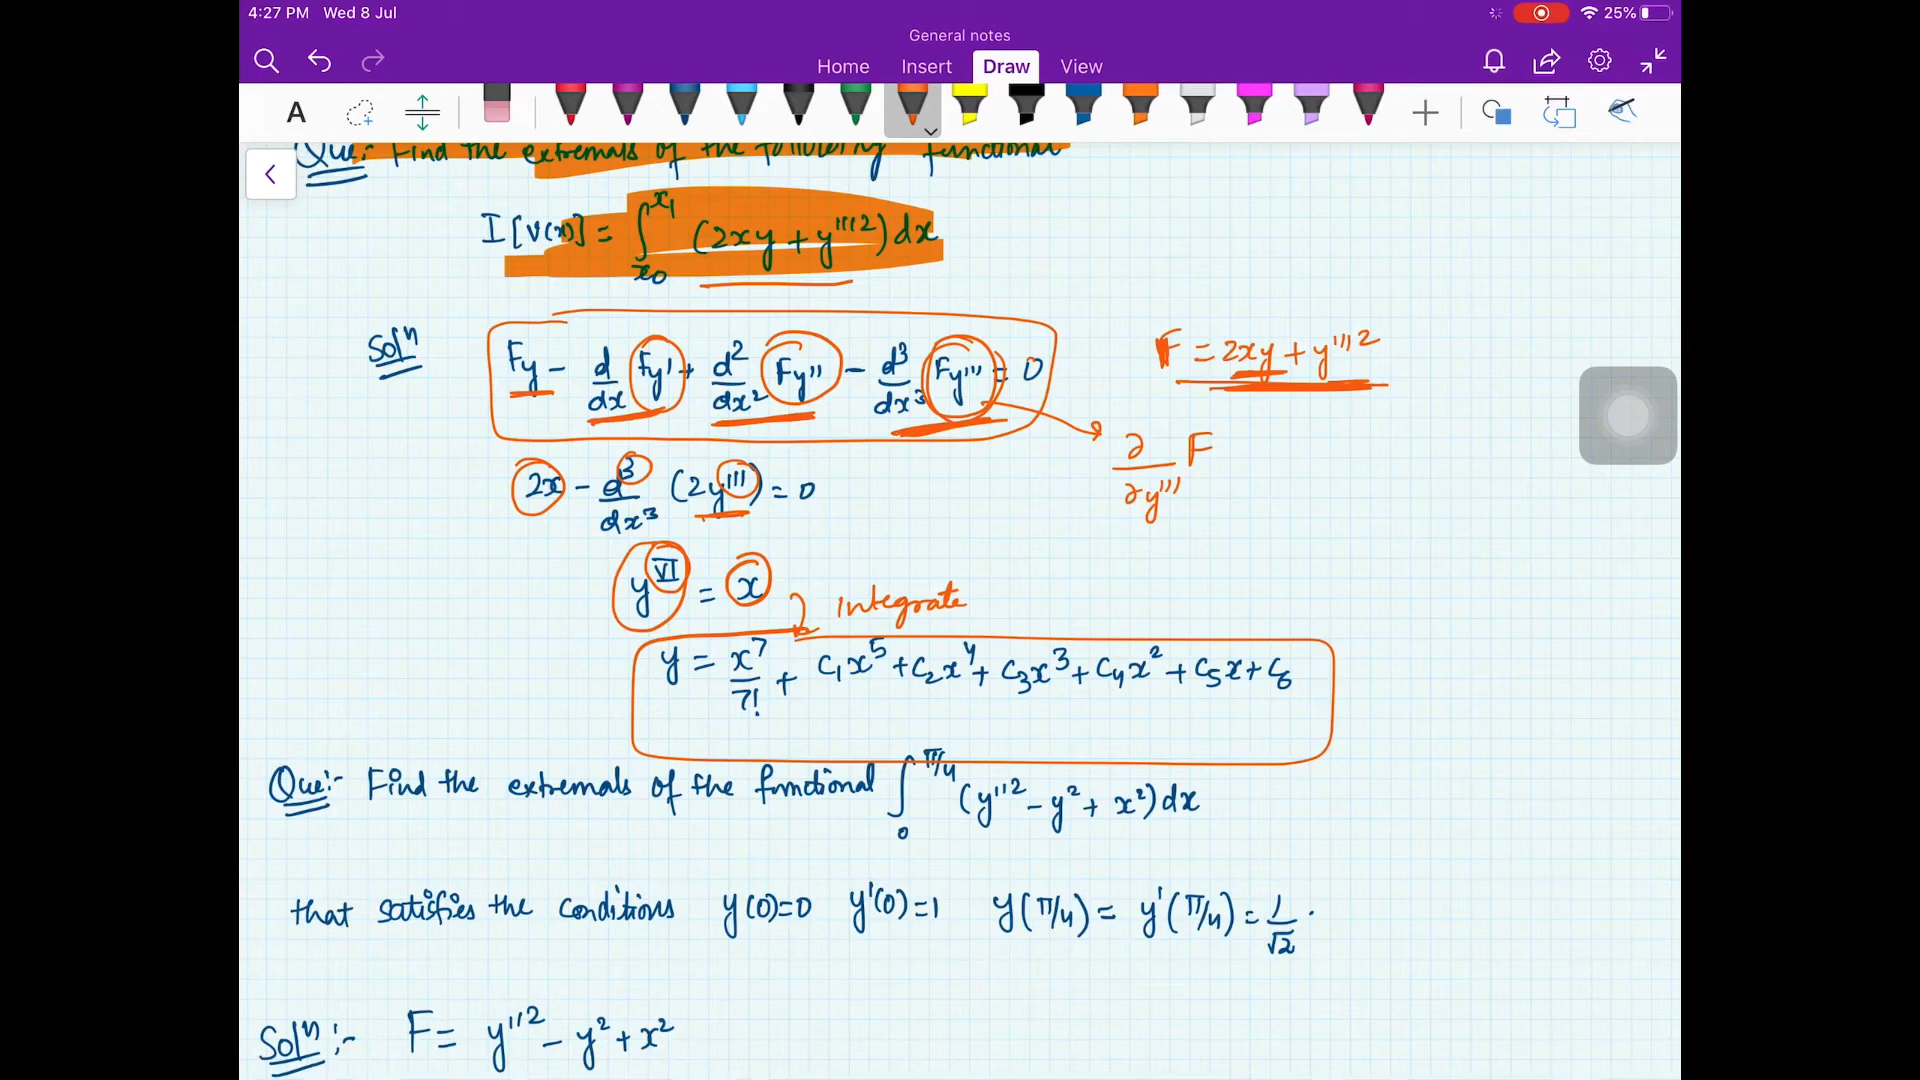 4:27 PM Wed 8 Jul
25%
General notes
Home Insert Draw View
A
Que:- Find the extremals of the following functional
I[v(x)] = ∫_{x0}^{x1} (2xy + y'''²) dx
Solⁿ
Fy - d/dx Fy' + d²/dx² Fy'' - d³/dx³ Fy''' = 0
F = 2xy + y'''²
∂/∂y''' F
2x - d³/dx³ (2y''') = 0
y^VI = x
integrate
y = x⁷/7! + c₁x⁵ + c₂x⁴ + c₃x³ + c₄x² + c₅x + c₆
Que:- Find the extremals of the functional ∫_0^{π/4} (y''² - y² + x²) dx
that satisfies the conditions y(0)=0 y'(0)=1 y(π/4) = y'(π/4) = 1/√2.
Solⁿ:- F = y''² - y² + x²